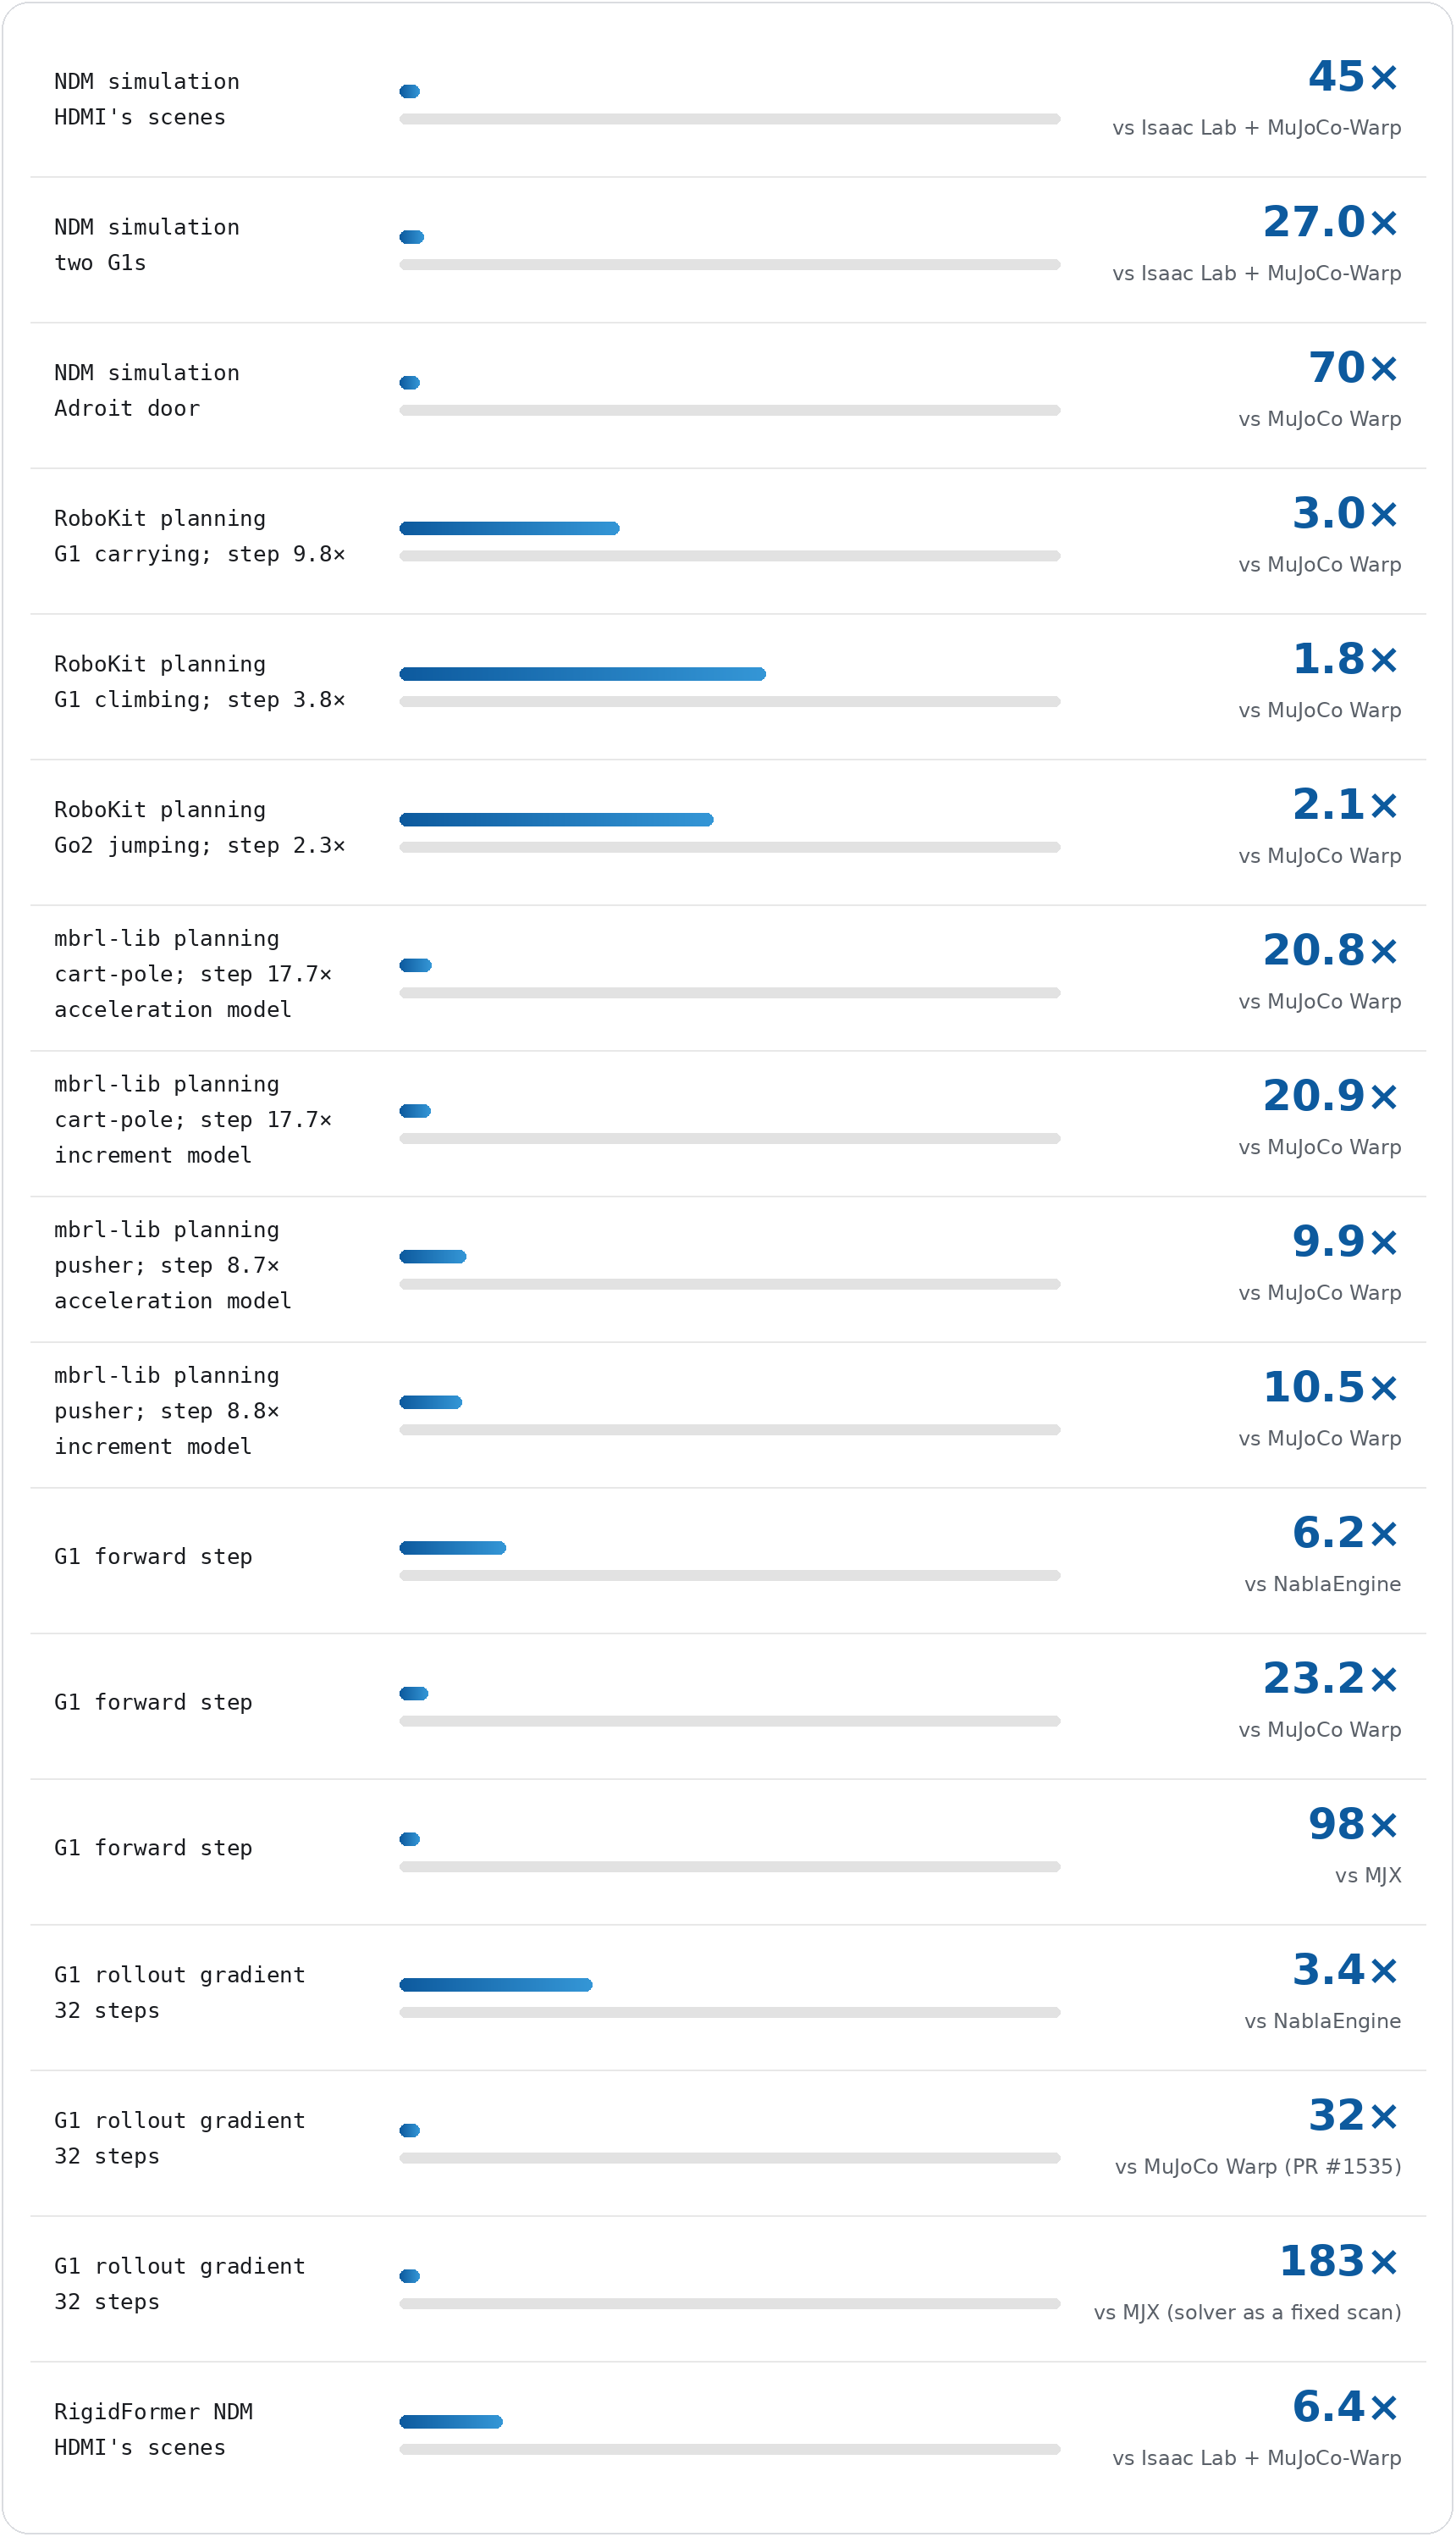 NDM simulation
HDMI's scenes
45×
vs Isaac Lab + MuJoCo-Warp
NDM simulation
two G1s
27.0×
vs Isaac Lab + MuJoCo-Warp
NDM simulation
Adroit door
70×
vs MuJoCo Warp
RoboKit planning
G1 carrying; step 9.8×
3.0×
vs MuJoCo Warp
RoboKit planning
G1 climbing; step 3.8×
1.8×
vs MuJoCo Warp
RoboKit planning
Go2 jumping; step 2.3×
2.1×
vs MuJoCo Warp
mbrl-lib planning
cart-pole; step 17.7×
acceleration model
20.8×
vs MuJoCo Warp
mbrl-lib planning
cart-pole; step 17.7×
increment model
20.9×
vs MuJoCo Warp
mbrl-lib planning
pusher; step 8.7×
acceleration model
9.9×
vs MuJoCo Warp
mbrl-lib planning
pusher; step 8.8×
increment model
10.5×
vs MuJoCo Warp
G1 forward step
6.2×
vs NablaEngine
G1 forward step
23.2×
vs MuJoCo Warp
G1 forward step
98×
vs MJX
G1 rollout gradient
32 steps
3.4×
vs NablaEngine
G1 rollout gradient
32 steps
32×
vs MuJoCo Warp (PR #1535)
G1 rollout gradient
32 steps
183×
vs MJX (solver as a fixed scan)
RigidFormer NDM
HDMI's scenes
6.4×
vs Isaac Lab + MuJoCo-Warp